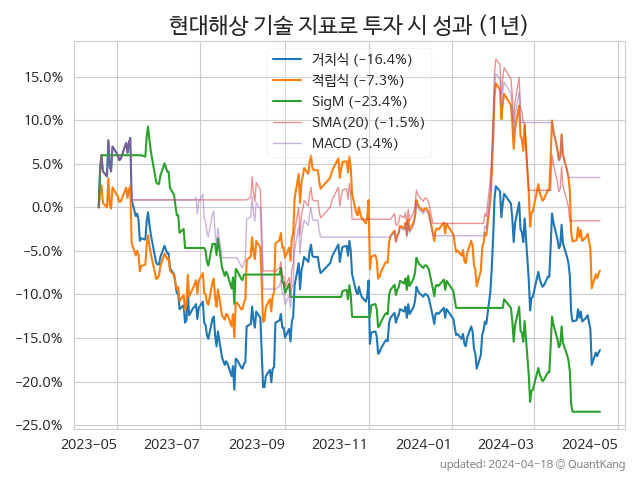 현대해상 기술 지표로 투자 시 성과 (1년)
거치식 (−16.4%)
적립식 (−7.3%)
SigM (−23.4%)
SMA(20) (−1.5%)
MACD (3.4%)
15.0%
10.0%
5.0%
0.0%
−5.0%
−10.0%
−15.0%
−20.0%
−25.0%
2023-05 2023-07 2023-09 2023-11 2024-01 2024-03 2024-05
updated: 2024-04-18 © QuantKang